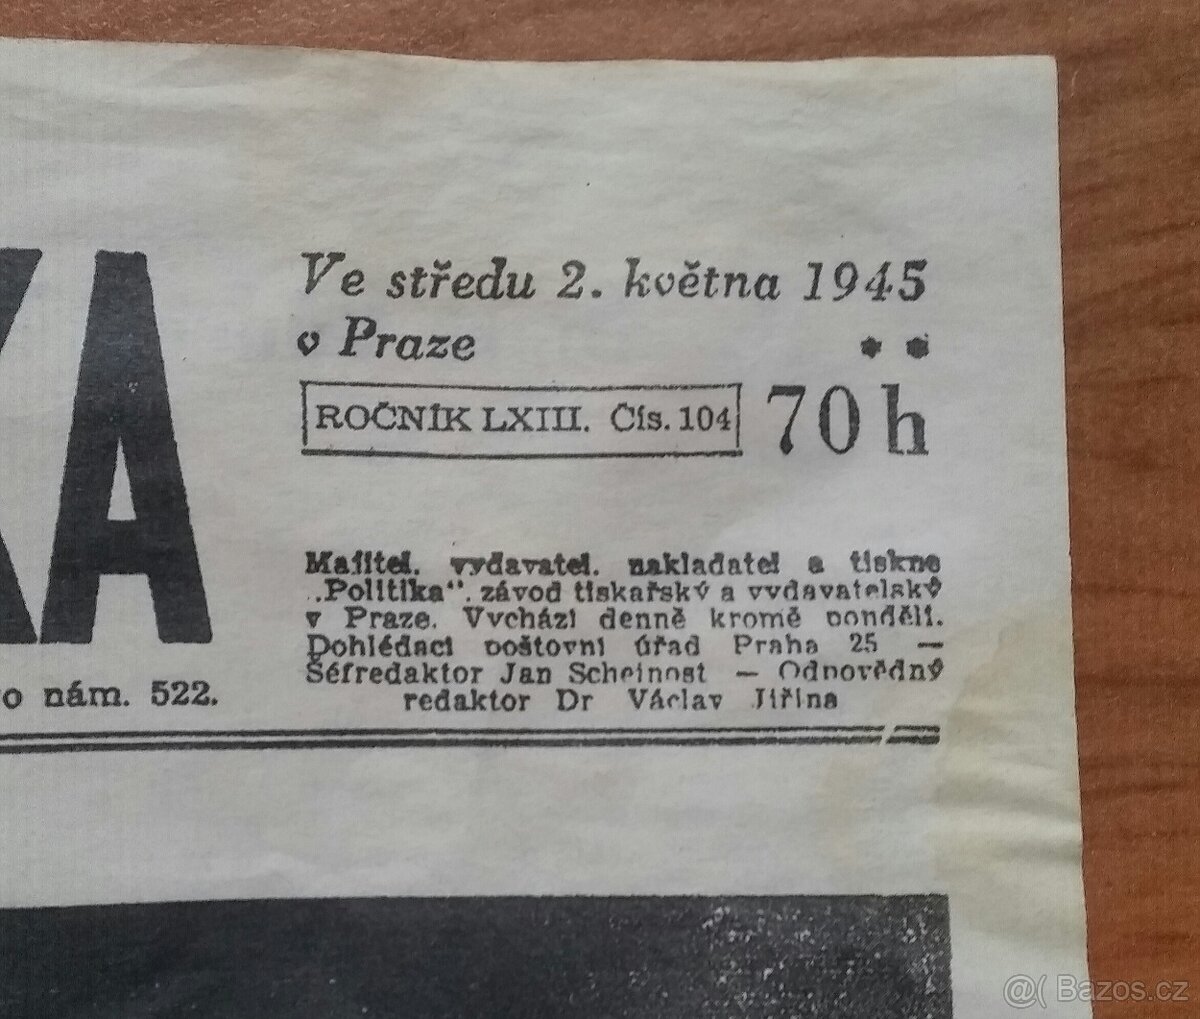 KA
Ve středu 2. května 1945
v Praze
ROČNÍK LXIII. Čís. 104
70 h
Majitel, vydavatel, nakladatel a tiskne
„Politika“, závod tiskařský a vydavatelský
v Praze. Vychází denně kromě pondělí.
Dohlédací poštovní úřad Praha 25 —
Šéfredaktor Jan Scheinost — Odpovědný
redaktor Dr Václav Jiřina
o nám. 522.
@( Bazos.cz